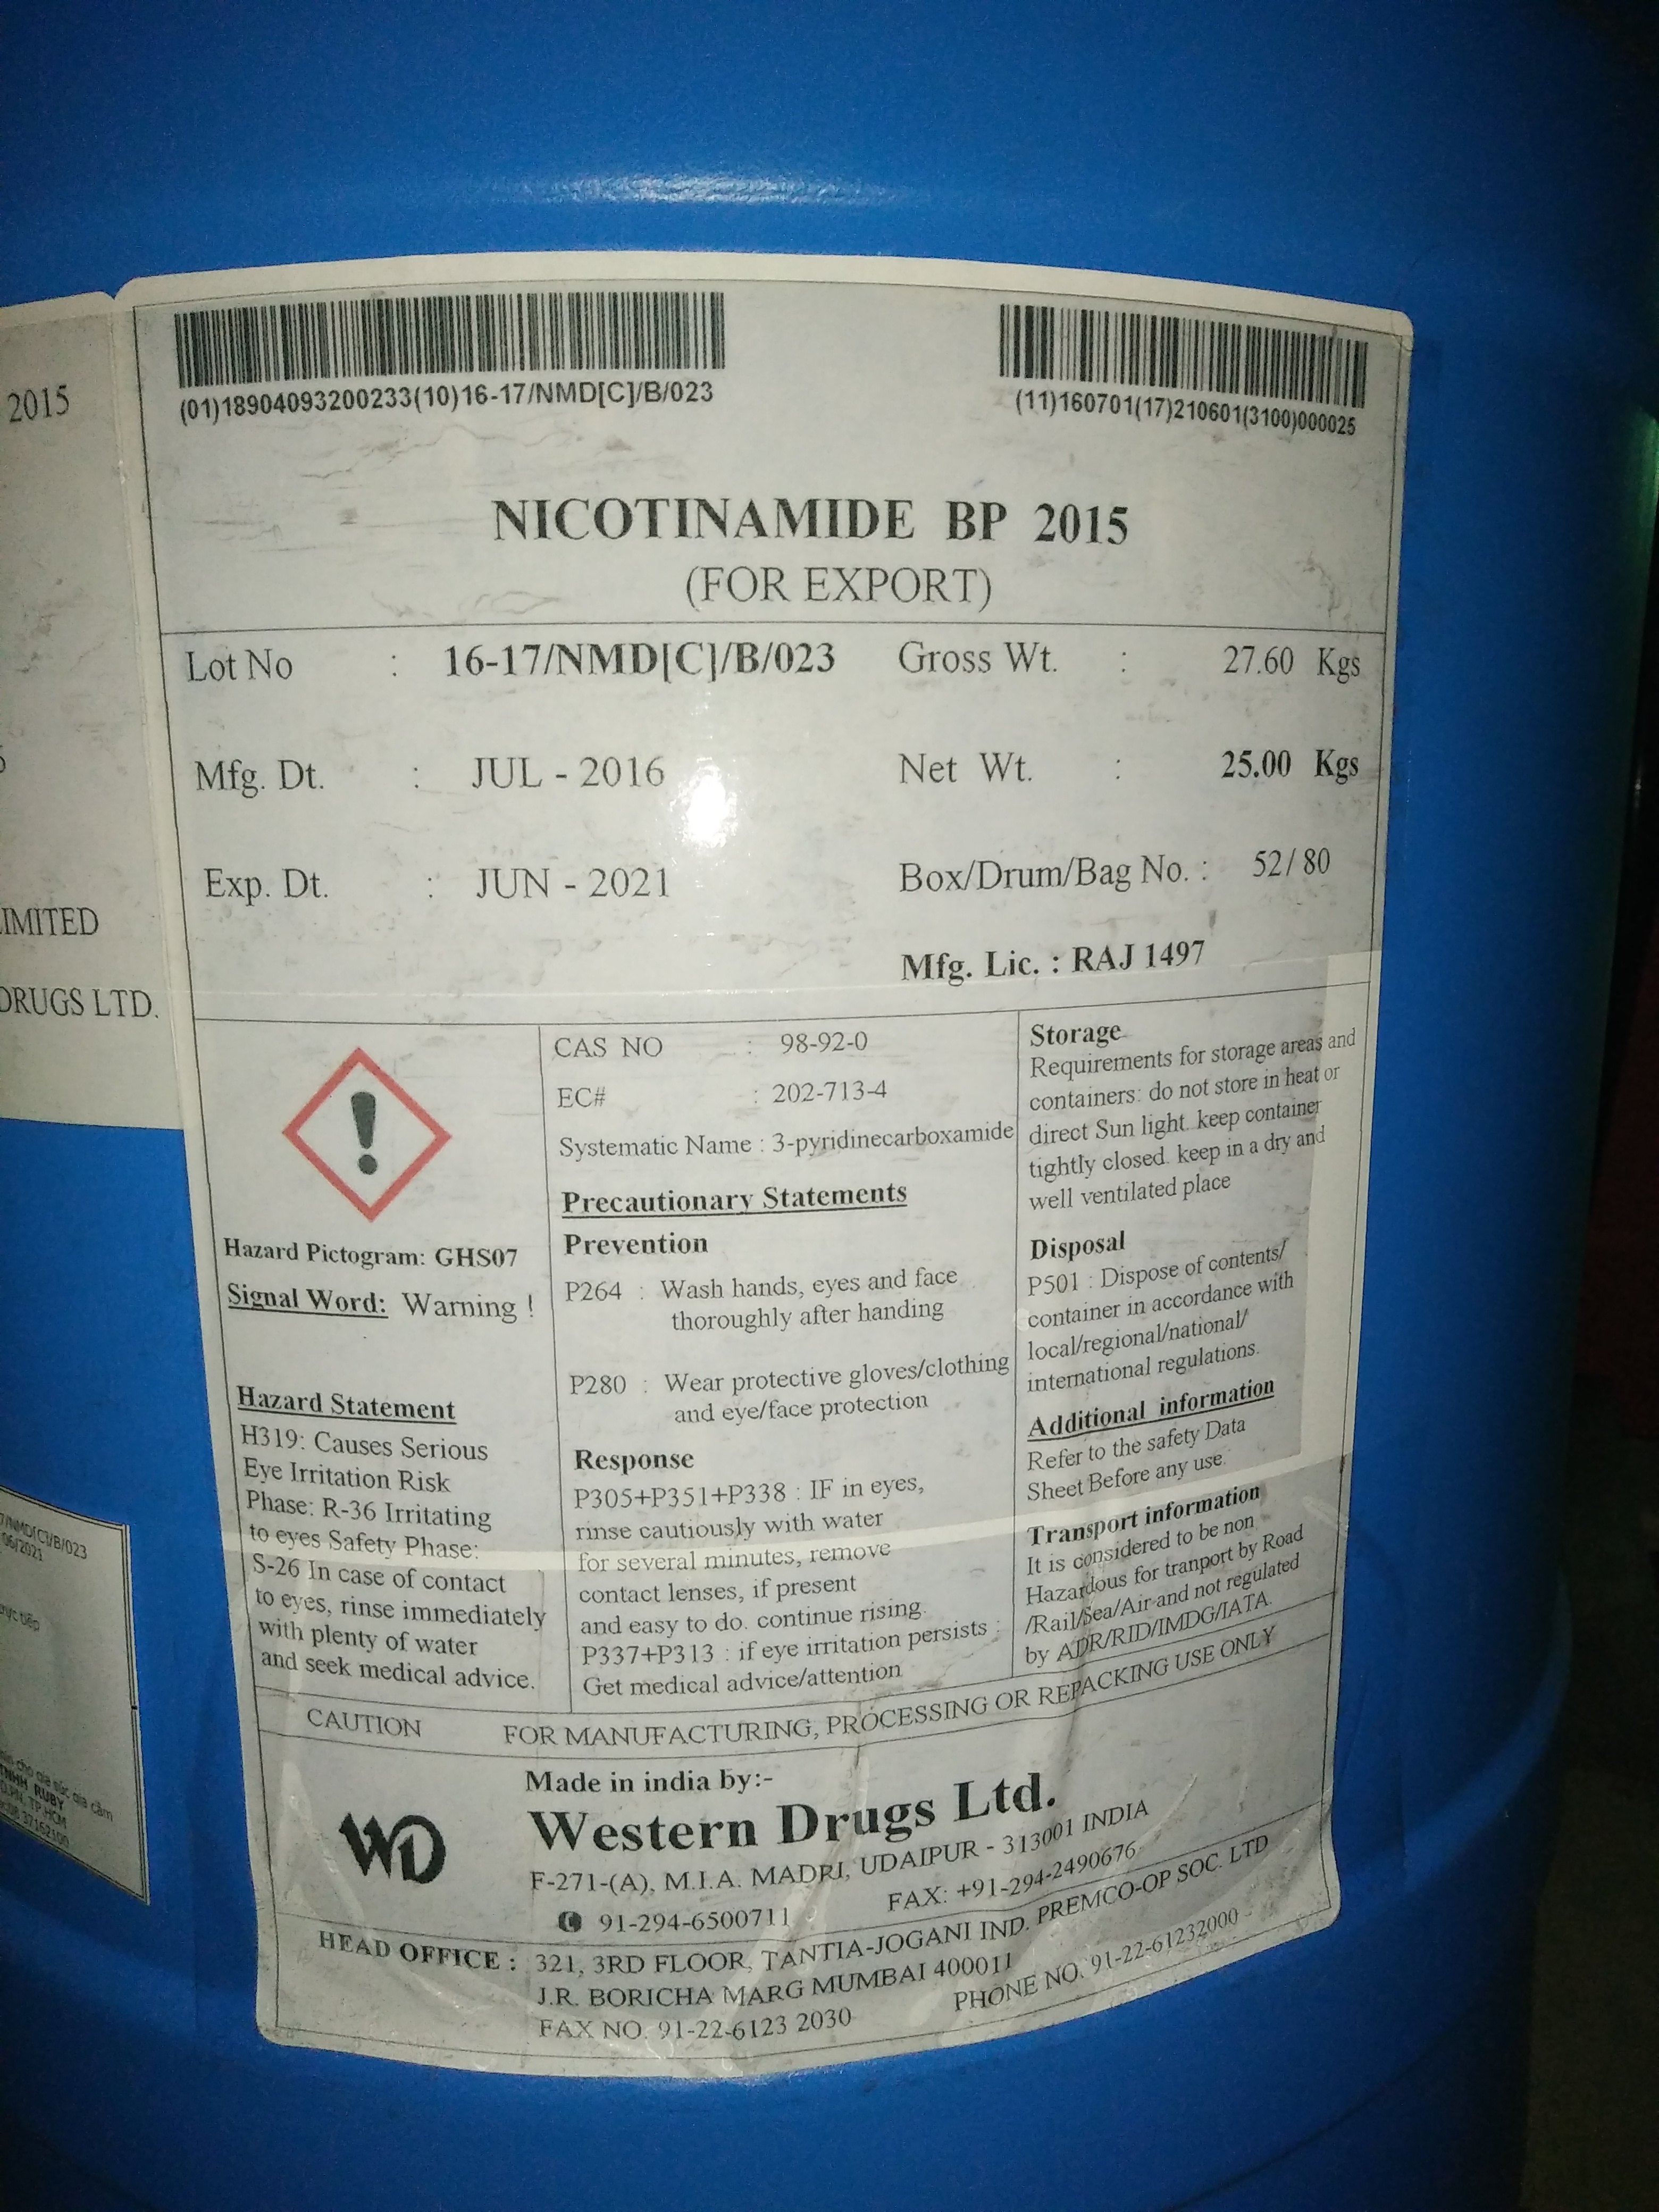 (01)18904093200233(10)16-17/NMD[C]/B/023
(11)160701(17)210601(3100)000025
NICOTINAMIDE BP 2015
(FOR EXPORT)
Lot No : 16-17/NMD[C]/B/023
Gross Wt. : 27.60 Kgs
Mfg. Dt. : JUL - 2016
Net Wt. : 25.00 Kgs
Exp. Dt. : JUN - 2021
Box/Drum/Bag No. : 52/80
Mfg. Lic. : RAJ 1497
Hazard Pictogram: GHS07
Signal Word: Warning !
Hazard Statement
H319: Causes Serious
Eye Irritation Risk
Phase: R-36 Irritating
to eyes Safety Phase:
S-26 In case of contact
to eyes, rinse immediately
with plenty of water
and seek medical advice.
CAS NO : 98-92-0
EC# : 202-713-4
Systematic Name : 3-pyridinecarboxamide
Precautionary Statements
Prevention
P264 : Wash hands, eyes and face
thoroughly after handing
P280 : Wear protective gloves/clothing
and eye/face protection
Response
P305+P351+P338 : IF in eyes,
rinse cautiously with water
for several minutes, remove
contact lenses, if present
and easy to do. continue rising.
P337+P313 : if eye irritation persists :
Get medical advice/attention
Storage
Requirements for storage areas and
containers: do not store in heat or
direct Sun light. keep container
tightly closed. keep in a dry and
well ventilated place
Disposal
P501 : Dispose of contents/
container in accordance with
local/regional/national/
international regulations.
Additional information
Refer to the safety Data
Sheet Before any use.
Transport information
It is considered to be non
Hazardous for tranport by Road
/Rail/Sea/Air and not regulated
by ADR/RID/IMDG/IATA.
CAUTION FOR MANUFACTURING, PROCESSING OR REPACKING USE ONLY
Made in india by:-
WD
Western Drugs Ltd.
F-271-(A), M.I.A. MADRI, UDAIPUR - 313001 INDIA
91-294-6500711 FAX: +91-294-2490676
HEAD OFFICE : 321, 3RD FLOOR, TANTIA-JOGANI IND. PREMCO-OP SOC. LTD
J.R. BORICHA MARG MUMBAI 400011
FAX NO. 91-22-6123 2030 PHONE NO. 91-22-61232000
2015
DRUGS LTD.
/NMD[C]/B/023
06/2021
trực tiếp
cho gia súc gia cầm
TNHH RUBY
TP.HCM